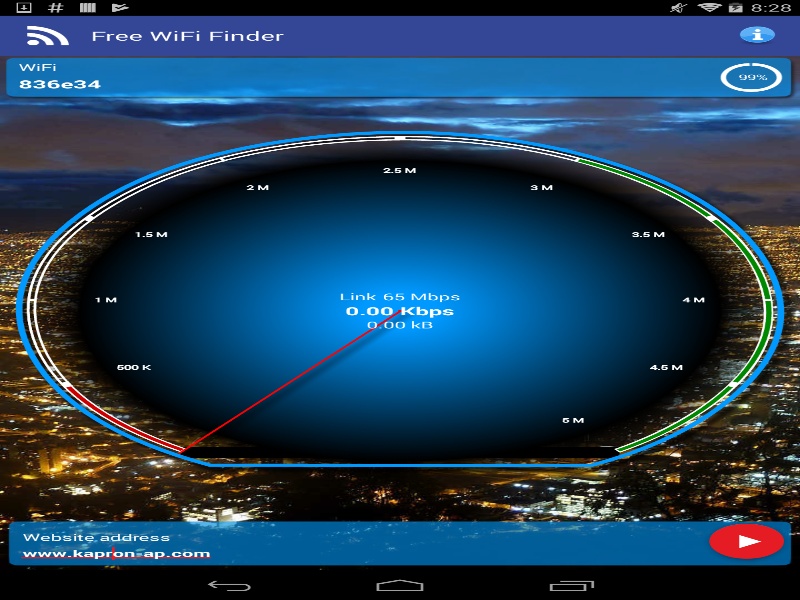 8:28
Free WiFi Finder
WiFi
836e34
99%
2.5 M
2 M
3 M
1.5 M
3.5 M
Link 65 Mbps
1 M
4 M
0.00 Kbps
0.00 kB
500 K
4.5 M
5 M
Website address
www.kapron-ap.com